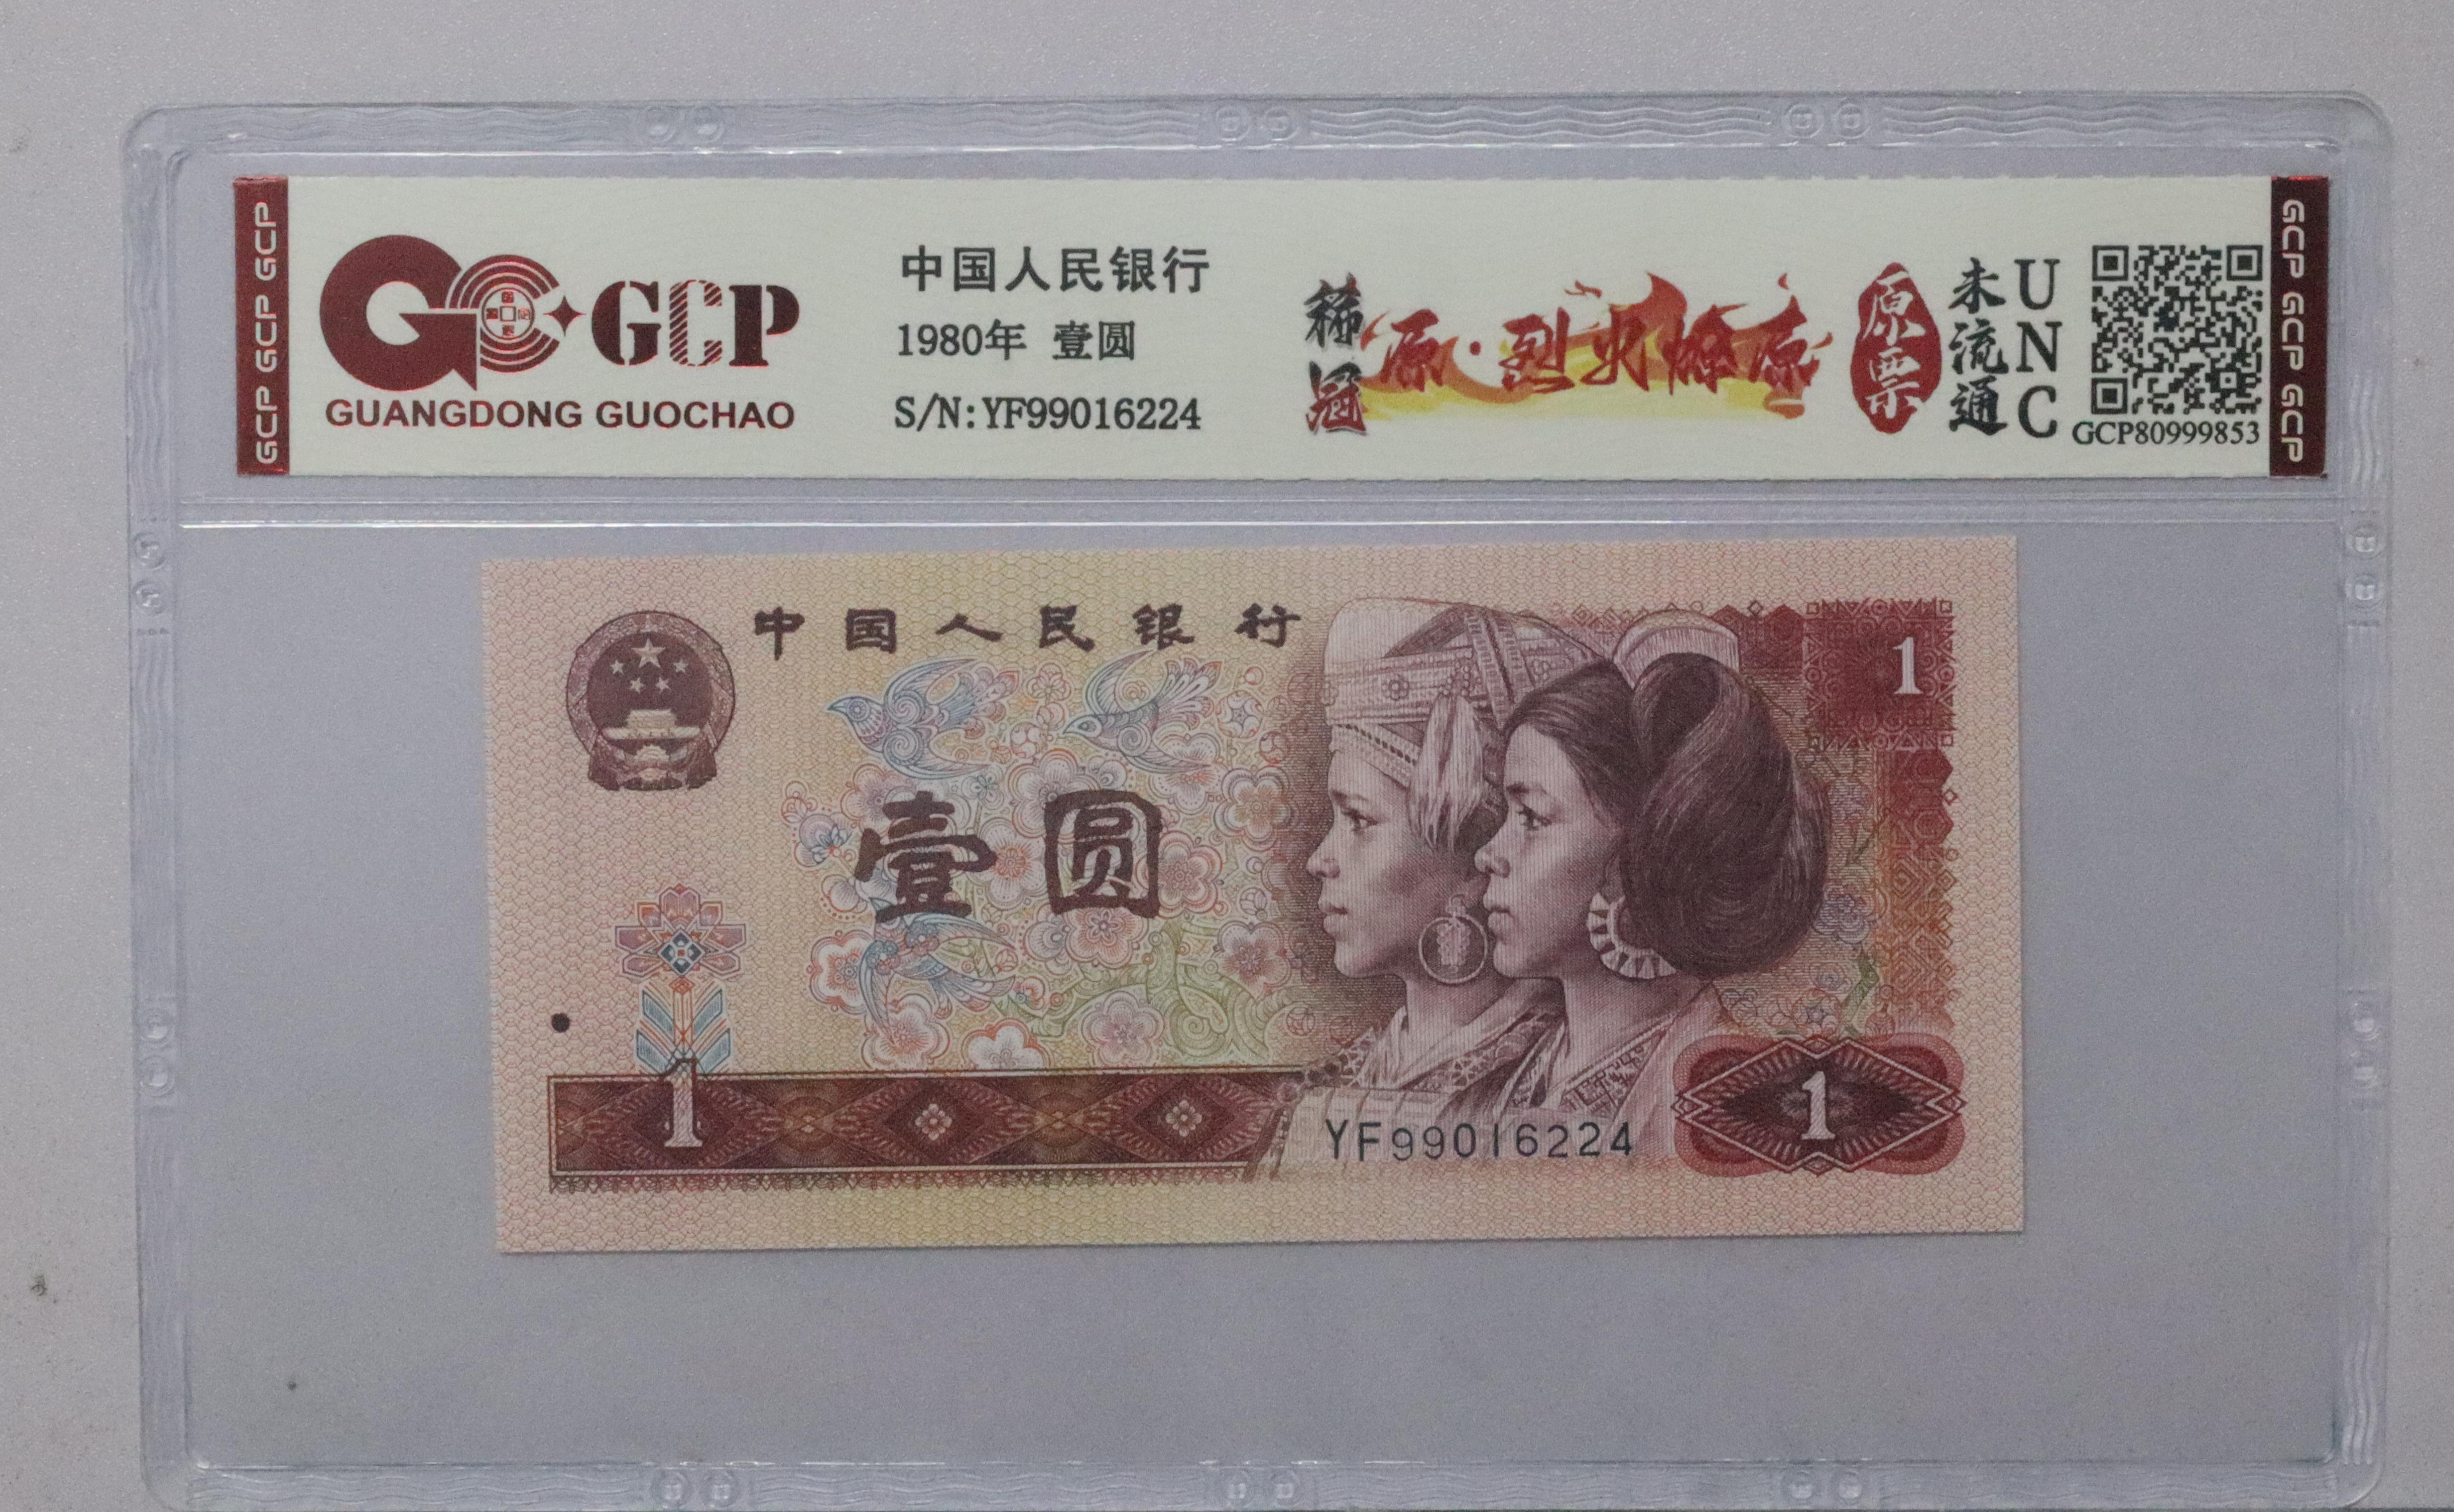 GCP GCP GCP
GCP
GUANGDONG GUOCHAO
中国人民银行
1980年 壹圆
S/N:YF99016224
稀冠
原·烈火燎原
原票
未流通
UNC
GCP80999853
GCP GCP GCP
中国人民银行
1
壹圆
1
YF99016224
1